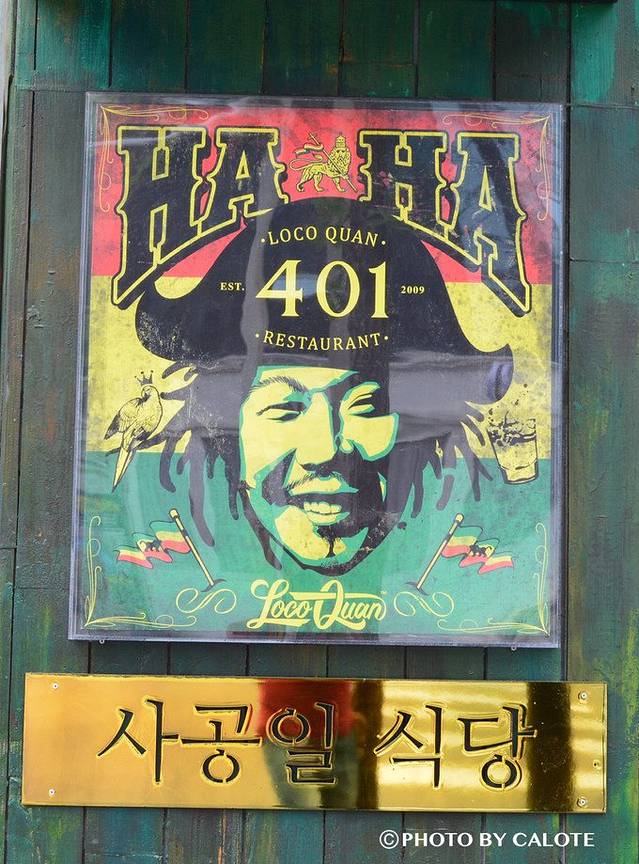 HA HA
·LOCO QUAN·
EST. 401 2009
·RESTAURANT·
Loco Quan
사공일 식당
©PHOTO BY CALOTE